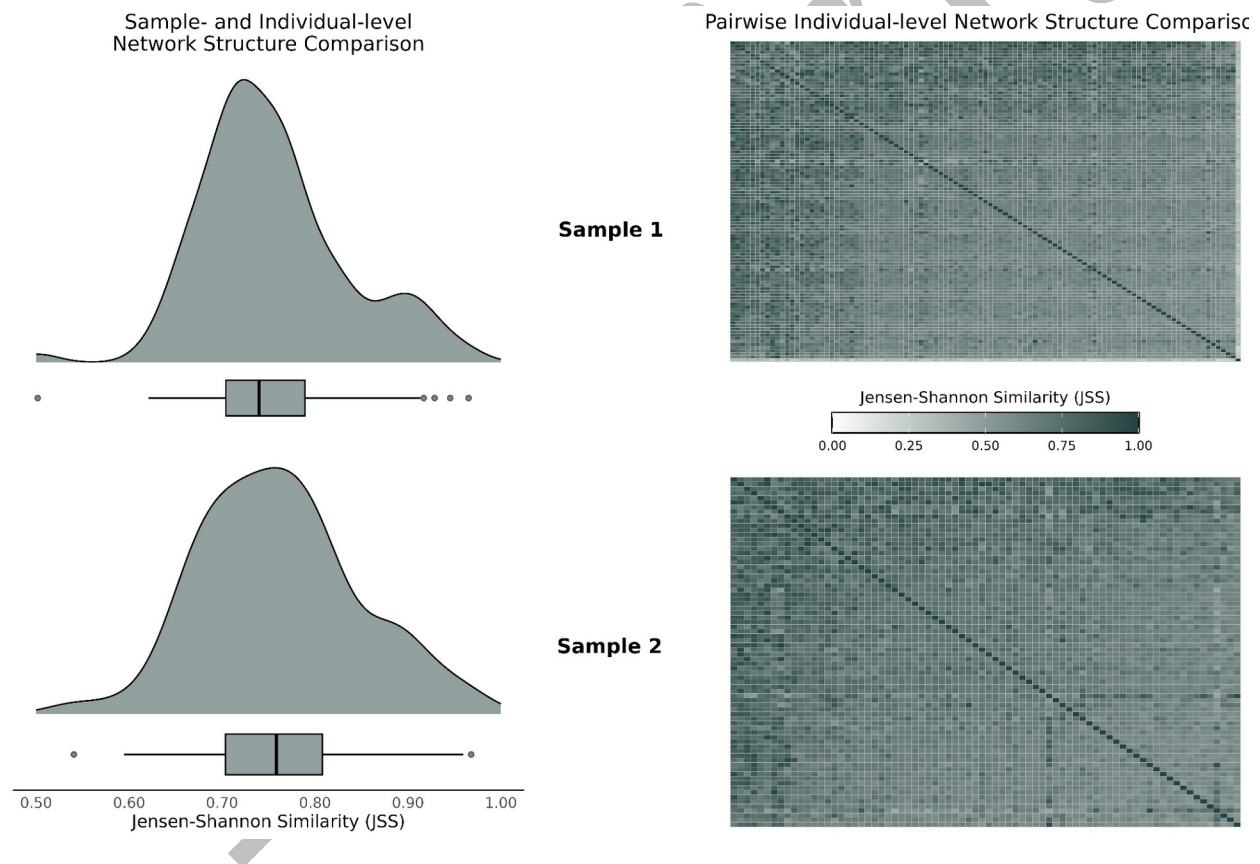 Sample- and Individual-level
Network Structure Comparison
Pairwise Individual-level Network Structure Compariso
Sample 1
Jensen-Shannon Similarity (JSS)
0.00 0.25 0.50 0.75 1.00
Sample 2
0.50 0.60 0.70 0.80 0.90 1.00
Jensen-Shannon Similarity (JSS)